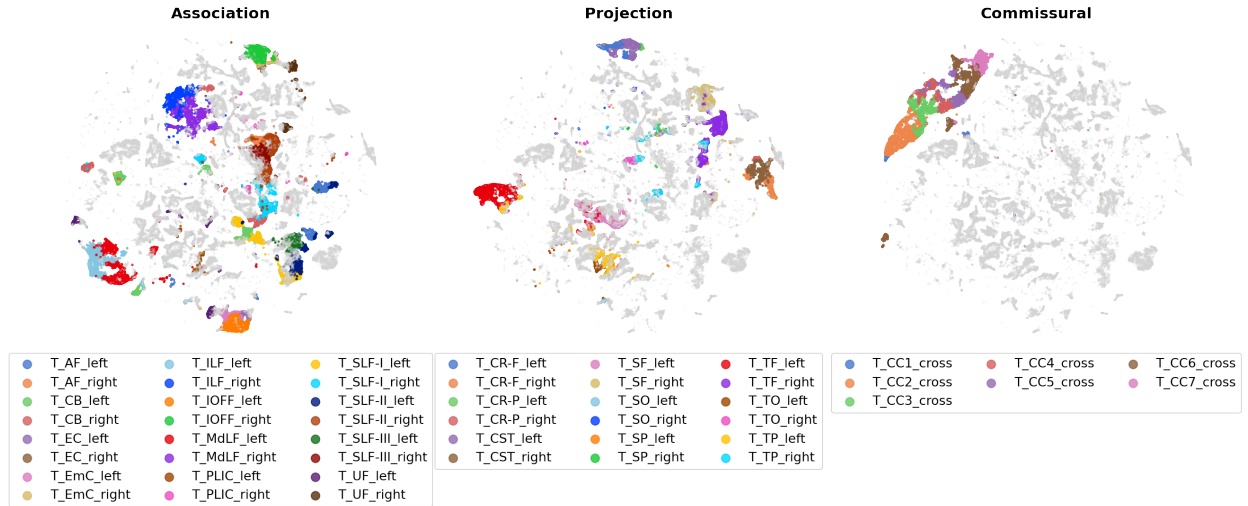 Association
Projection
Commissural
T_AF_left T_ILF_left T_SLF-I_left
T_AF_right T_ILF_right T_SLF-I_right
T_CB_left T_IOFF_left T_SLF-II_left
T_CB_right T_IOFF_right T_SLF-II_right
T_EC_left T_MdLF_left T_SLF-III_left
T_EC_right T_MdLF_right T_SLF-III_right
T_EmC_left T_PLIC_left T_UF_left
T_EmC_right T_PLIC_right T_UF_right
T_CR-F_left T_SF_left T_TF_left
T_CR-F_right T_SF_right T_TF_right
T_CR-P_left T_SO_left T_TO_left
T_CR-P_right T_SO_right T_TO_right
T_CST_left T_SP_left T_TP_left
T_CST_right T_SP_right T_TP_right
T_CC1_cross T_CC4_cross T_CC6_cross
T_CC2_cross T_CC5_cross T_CC7_cross
T_CC3_cross